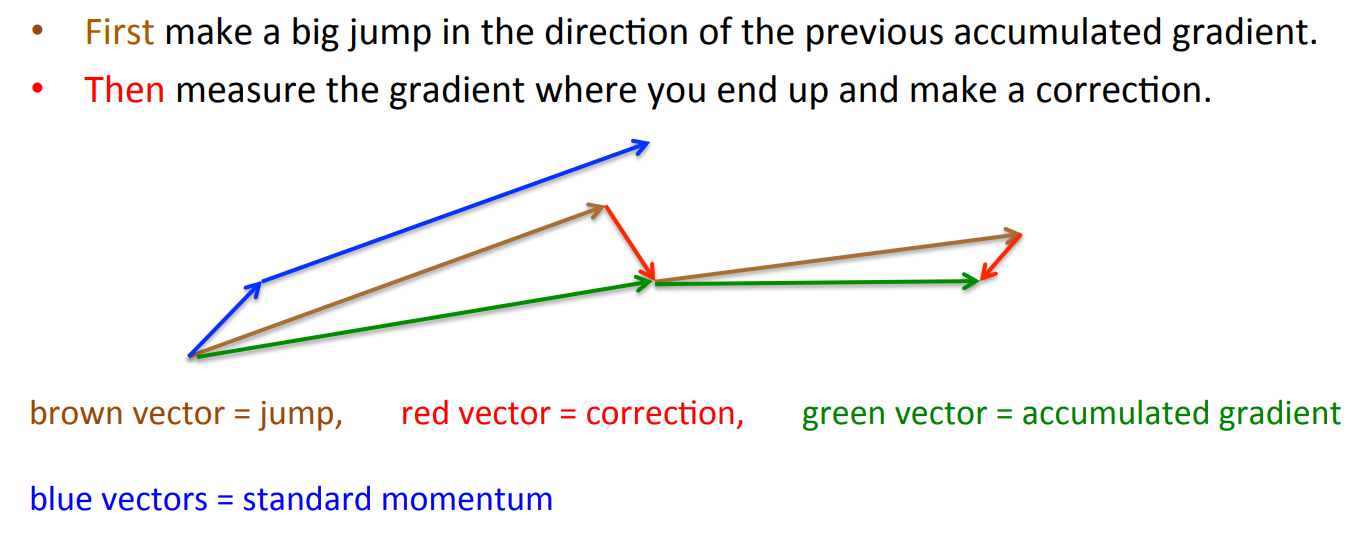 • First make a big jump in the direction of the previous accumulated gradient.
• Then measure the gradient where you end up and make a correction.
brown vector = jump, red vector = correction, green vector = accumulated gradient
blue vectors = standard momentum